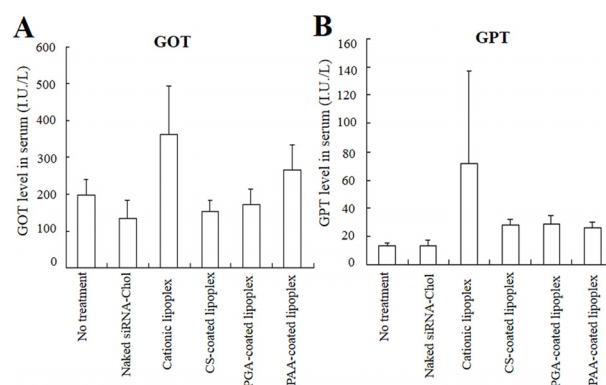 A
GOT
GOT level in serum (I.U./L)
600
500
400
300
200
100
0
No treatment
Naked siRNA-Chol
Cationic lipoplex
CS-coated lipoplex
PGA-coated lipoplex
PAA-coated lipoplex
B
GPT
GPT level in serum (I.U./L)
160
140
120
100
80
60
40
20
0
No treatment
Naked siRNA-Chol
Cationic lipoplex
CS-coated lipoplex
PGA-coated lipoplex
PAA-coated lipoplex